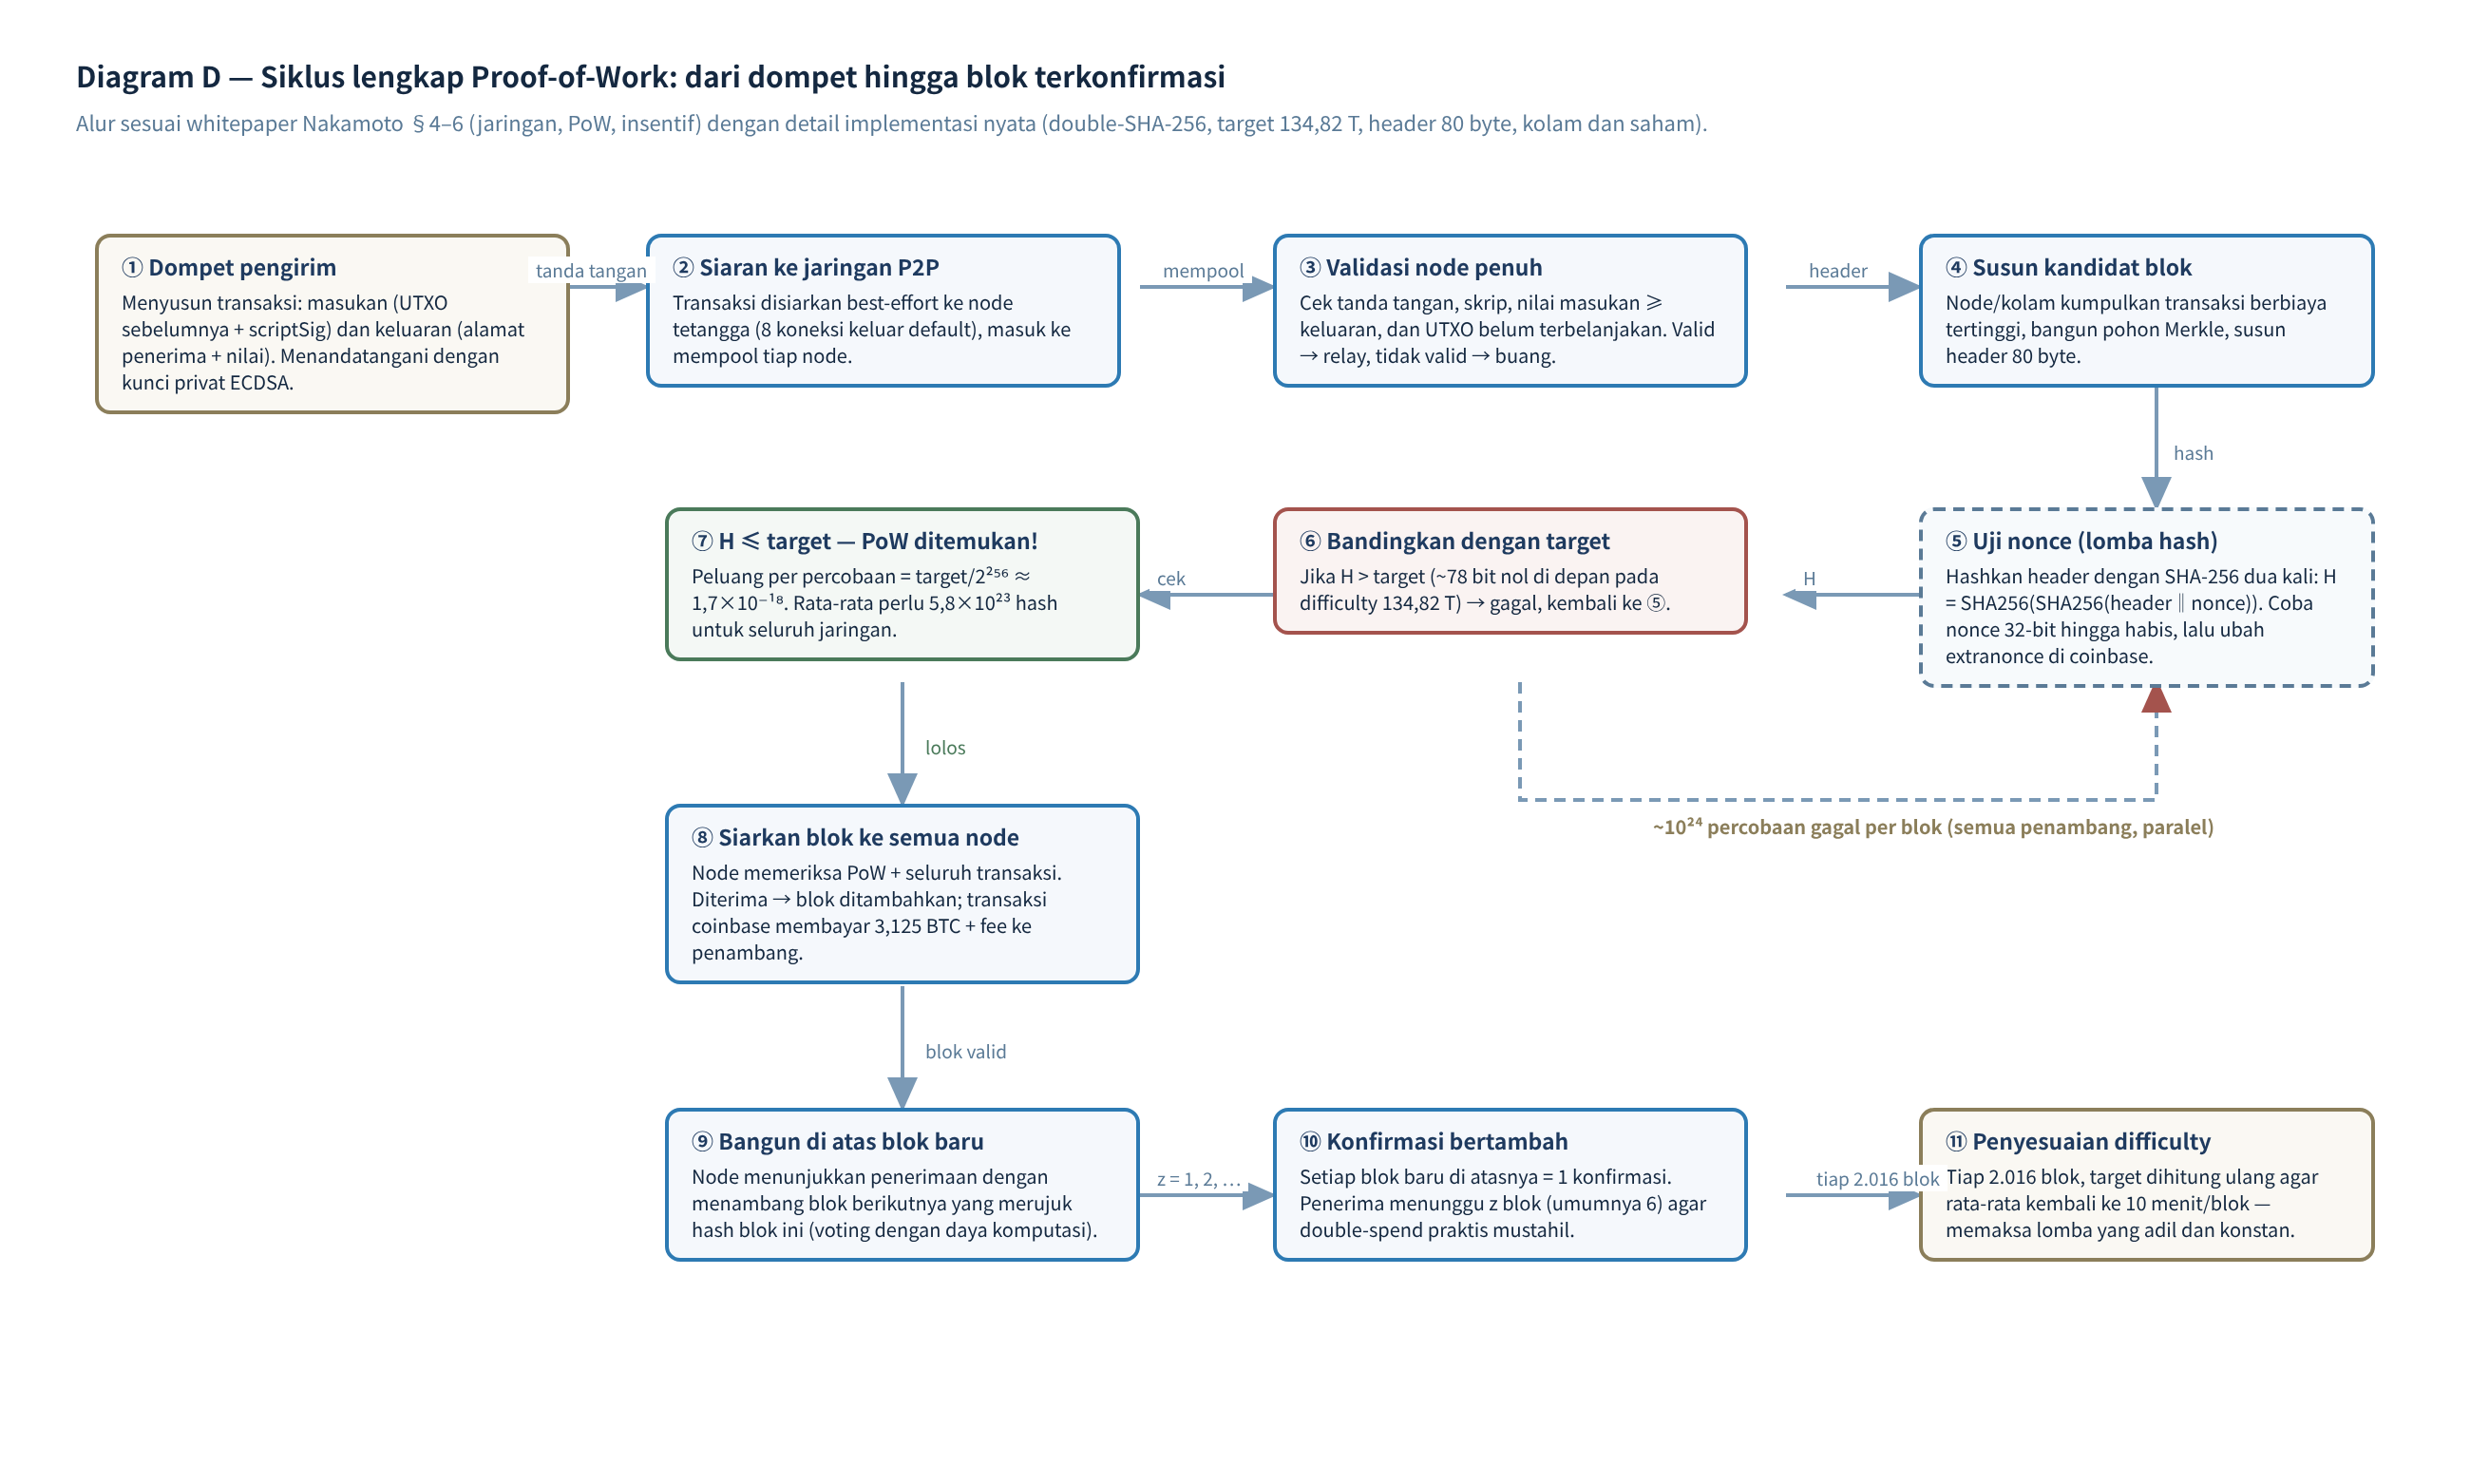 Diagram D — Siklus lengkap Proof-of-Work: dari dompet hingga blok terkonfirmasi
Alur sesuai whitepaper Nakamoto §4–6 (jaringan, PoW, insentif) dengan detail implementasi nyata (double-SHA-256, target 134,82 T, header 80 byte, kolam dan saham).
① Dompet pengirim
Menyusun transaksi: masukan (UTXO
sebelumnya + scriptSig) dan keluaran (alamat
penerima + nilai). Menandatangani dengan
kunci privat ECDSA.
tanda tangan
② Siaran ke jaringan P2P
Transaksi disiarkan best-effort ke node
tetangga (8 koneksi keluar default), masuk ke
mempool tiap node.
mempool
③ Validasi node penuh
Cek tanda tangan, skrip, nilai masukan ≥
keluaran, dan UTXO belum terbelanjakan. Valid
→ relay, tidak valid → buang.
header
④ Susun kandidat blok
Node/kolam kumpulkan transaksi berbiaya
tertinggi, bangun pohon Merkle, susun
header 80 byte.
hash
⑤ Uji nonce (lomba hash)
Hashkan header dengan SHA-256 dua kali: H
= SHA256(SHA256(header ‖ nonce)). Coba
nonce 32-bit hingga habis, lalu ubah
extranonce di coinbase.
H
⑥ Bandingkan dengan target
Jika H > target (~78 bit nol di depan pada
difficulty 134,82 T) → gagal, kembali ke ⑤.
cek
⑦ H ≤ target — PoW ditemukan!
Peluang per percobaan = target/2²⁵⁶ ≈
1,7×10⁻¹⁸. Rata-rata perlu 5,8×10²³ hash
untuk seluruh jaringan.
lolos
~10²⁴ percobaan gagal per blok (semua penambang, paralel)
⑧ Siarkan blok ke semua node
Node memeriksa PoW + seluruh transaksi.
Diterima → blok ditambahkan; transaksi
coinbase membayar 3,125 BTC + fee ke
penambang.
blok valid
⑨ Bangun di atas blok baru
Node menunjukkan penerimaan dengan
menambang blok berikutnya yang merujuk
hash blok ini (voting dengan daya komputasi).
z = 1, 2, …
⑩ Konfirmasi bertambah
Setiap blok baru di atasnya = 1 konfirmasi.
Penerima menunggu z blok (umumnya 6) agar
double-spend praktis mustahil.
tiap 2.016 blok
⑪ Penyesuaian difficulty
Tiap 2.016 blok, target dihitung ulang agar
rata-rata kembali ke 10 menit/blok —
memaksa lomba yang adil dan konstan.